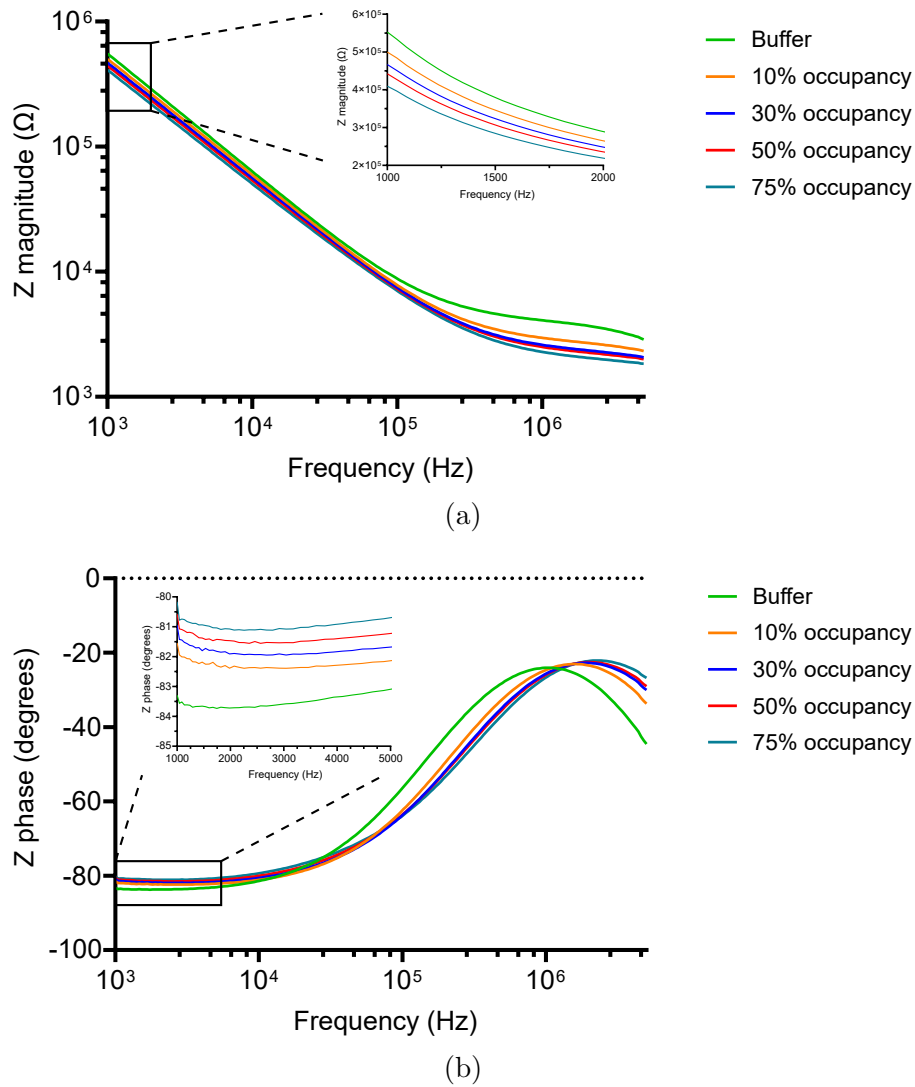 10⁶
10⁵
10⁴
10³
Z magnitude (Ω)
10³ 10⁴ 10⁵ 10⁶
Frequency (Hz)
6×10⁵
5×10⁵
4×10⁵
3×10⁵
2×10⁵
Z magnitude (Ω)
1000 1500 2000
Frequency (Hz)
Buffer
10% occupancy
30% occupancy
50% occupancy
75% occupancy
(a)
0
-20
-40
-60
-80
-100
Z phase (degrees)
10³ 10⁴ 10⁵ 10⁶
Frequency (Hz)
-80
-81
-82
-83
-84
-85
Z phase (degrees)
1000 2000 3000 4000 5000
Frequency (Hz)
Buffer
10% occupancy
30% occupancy
50% occupancy
75% occupancy
(b)